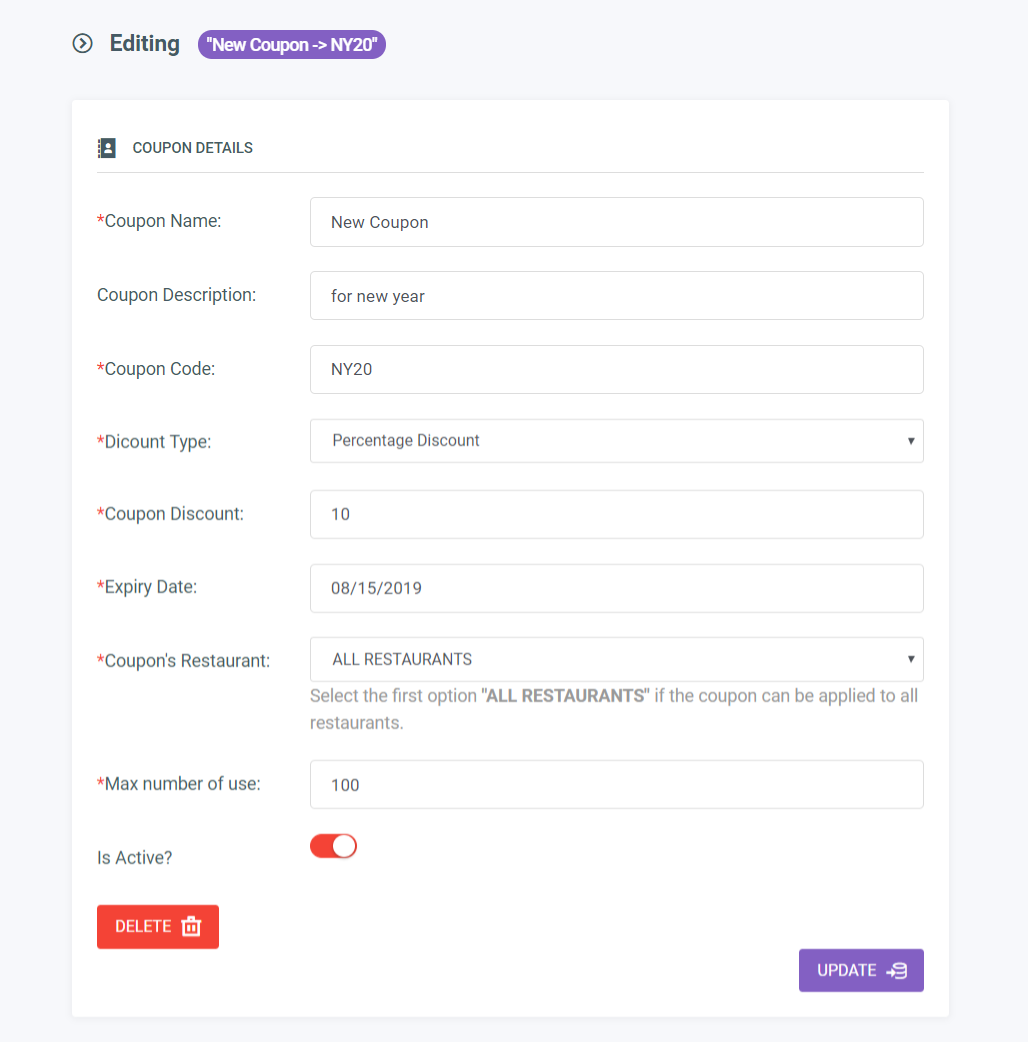 Editing "New Coupon -> NY20"
COUPON DETAILS
*Coupon Name: New Coupon
Coupon Description: for new year
*Coupon Code: NY20
*Dicount Type: Percentage Discount
*Coupon Discount: 10
*Expiry Date: 08/15/2019
*Coupon's Restaurant: ALL RESTAURANTS
Select the first option "ALL RESTAURANTS" if the coupon can be applied to all
restaurants.
*Max number of use: 100
Is Active?
DELETE
UPDATE